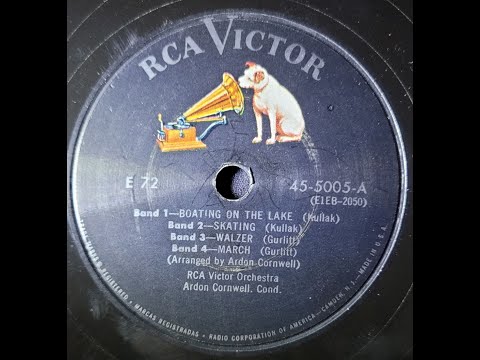 RCA VICTOR
E 72
45-5005-A
(E1EB-2050)
Band 1—BOATING ON THE LAKE (Kullak)
Band 2—SKATING (Kullak)
Band 3—WALZER (Gurlitt)
Band 4—MARCH (Gurlitt)
(Arranged by Ardon Cornwell)
RCA Victor Orchestra
Ardon Cornwell, Cond.
REGISTERED • MARCAS REGISTRADAS • RADIO CORPORATION OF AMERICA—CAMDEN, N.J.—MADE IN U.S.A.